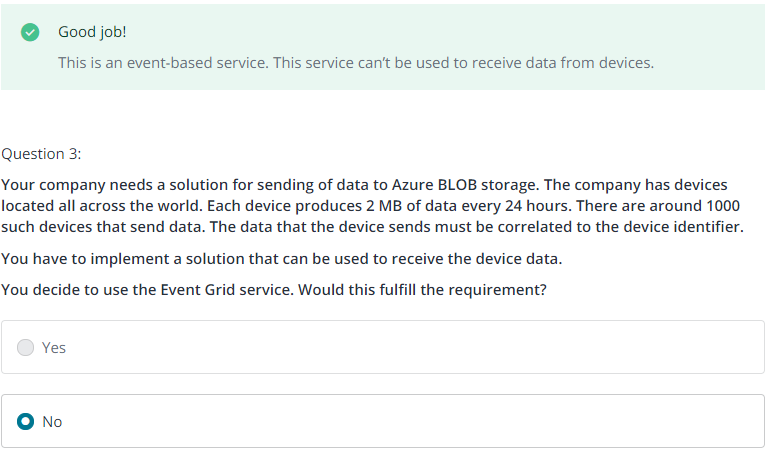 Good job!
This is an event-based service. This service can’t be used to receive data from devices.
Question 3:
Your company needs a solution for sending of data to Azure BLOB storage. The company has devices
located all across the world. Each device produces 2 MB of data every 24 hours. There are around 1000
such devices that send data. The data that the device sends must be correlated to the device identifier.
You have to implement a solution that can be used to receive the device data.
You decide to use the Event Grid service. Would this fulfill the requirement?
Yes
No